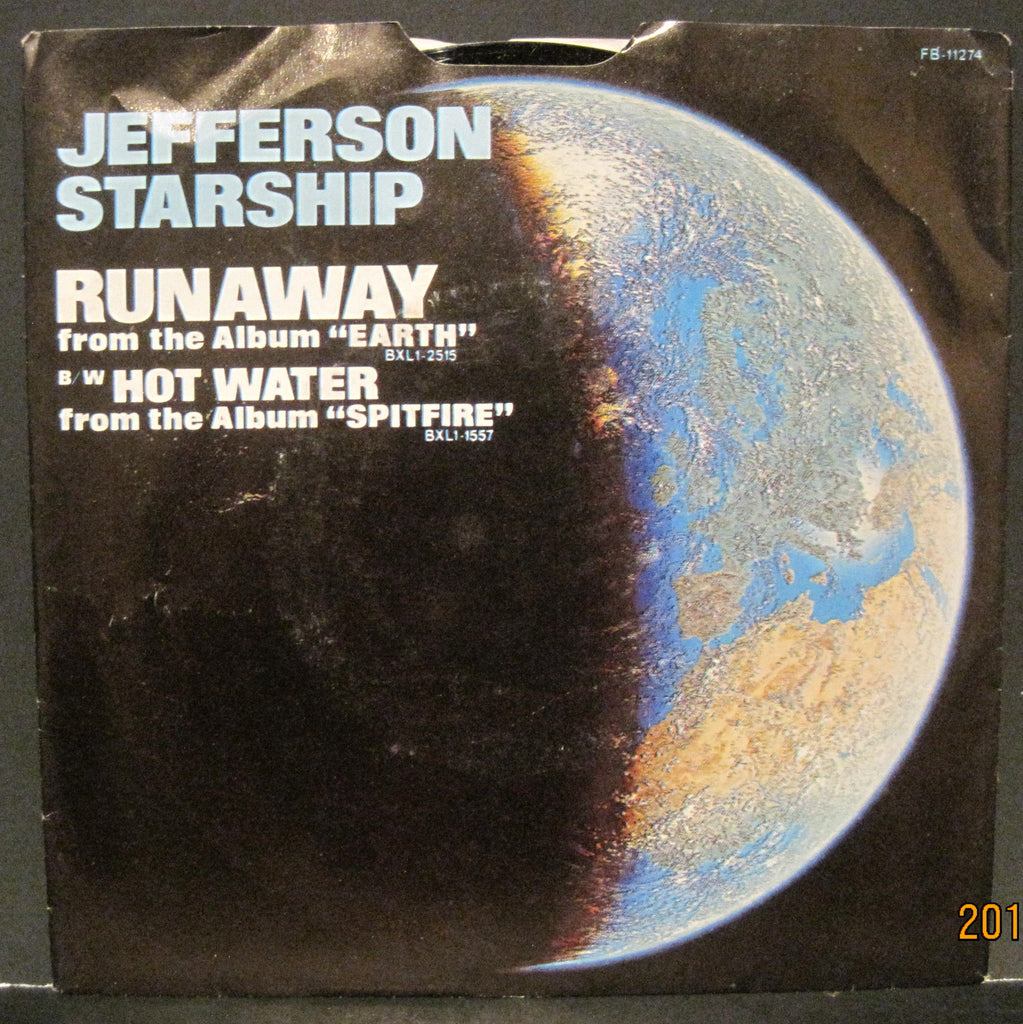 FB-11274
JEFFERSON
STARSHIP
RUNAWAY
from the Album “EARTH”
BXL1-2515
B/W HOT WATER
from the Album “SPITFIRE”
BXL1-1557
201